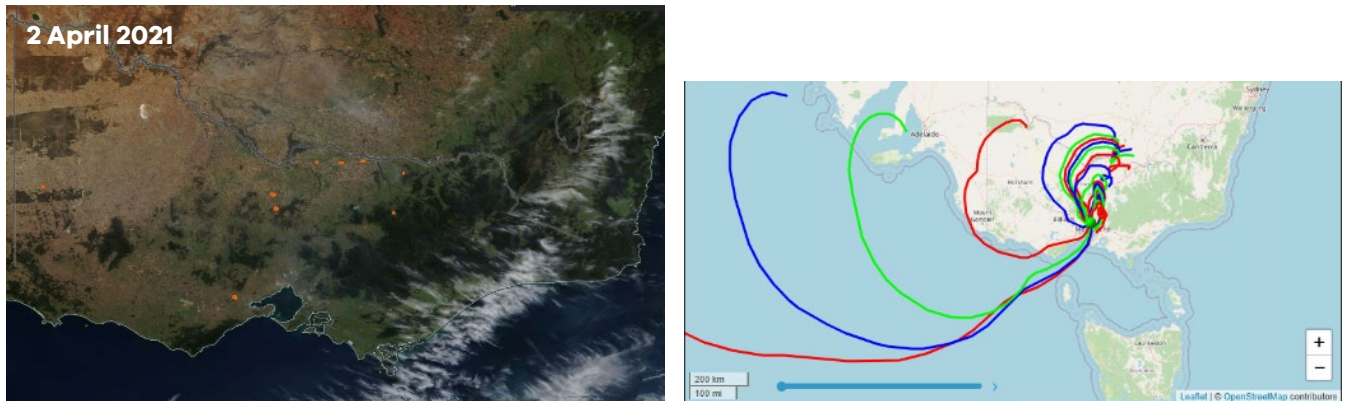 2 April 2021
Sydney
Wollongong
Canberra
Adelaide
Horsham
Mount
Gambier
Launceston
200 km
100 mi
+
−
Leaflet | © OpenStreetMap contributors